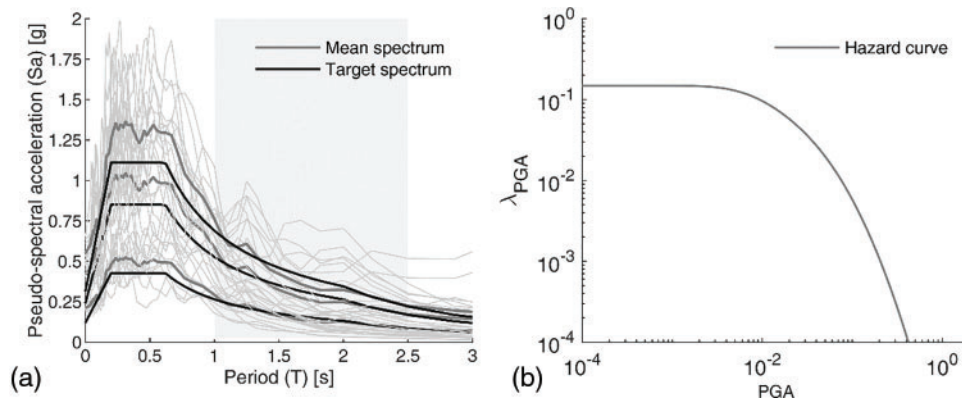 Pseudo-spectral acceleration (Sa) [g]
2
1.75
1.5
1.25
1
0.75
0.5
0.25
0
Mean spectrum
Target spectrum
0 0.5 1 1.5 2 2.5 3
Period (T) [s]
(a)
λPGA
10^0
10^-1
10^-2
10^-3
10^-4
Hazard curve
10^-4 10^-2 10^0
PGA
(b)